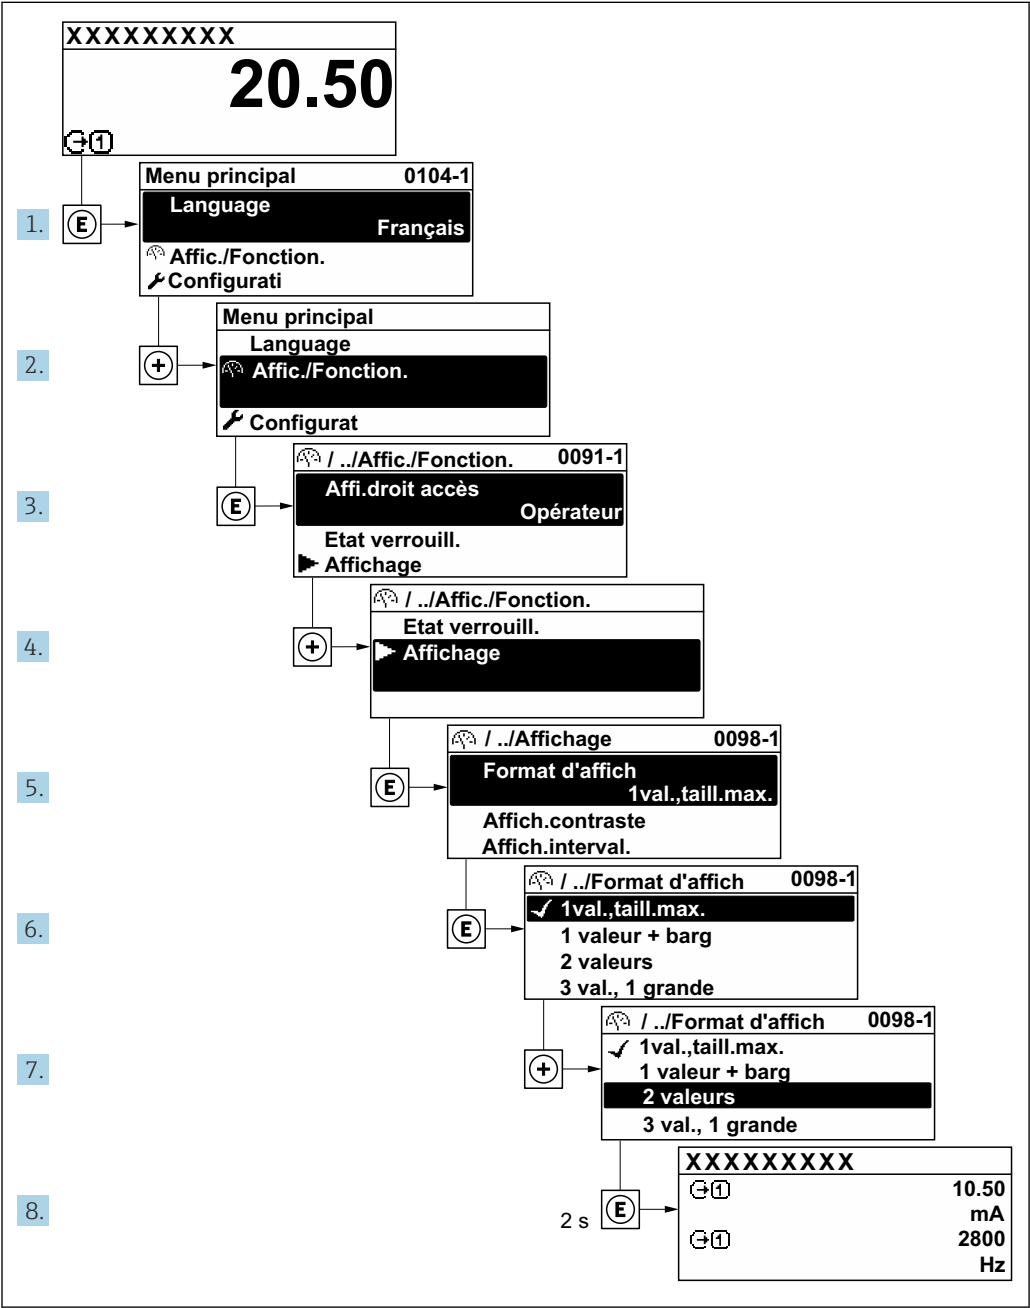 XXXXXXXXX
20.50
1
Menu principal 0104-1
Language
Français
1. E
Affic./Fonction.
Configurati
Menu principal
Language
2. + Affic./Fonction.
Configurat
/ ../Affic./Fonction. 0091-1
Affi.droit accès
3. E Opérateur
Etat verrouill.
Affichage
/ ../Affic./Fonction.
Etat verrouill.
4. + Affichage
/ ../Affichage 0098-1
Format d'affich
5. E 1val.,taill.max.
Affich.contraste
Affich.interval.
/ ../Format d'affich 0098-1
1val.,taill.max.
6. E 1 valeur + barg
2 valeurs
3 val., 1 grande
/ ../Format d'affich 0098-1
1val.,taill.max.
7. + 1 valeur + barg
2 valeurs
3 val., 1 grande
XXXXXXXXX
1 10.50
8. 2 s E mA
1 2800
Hz